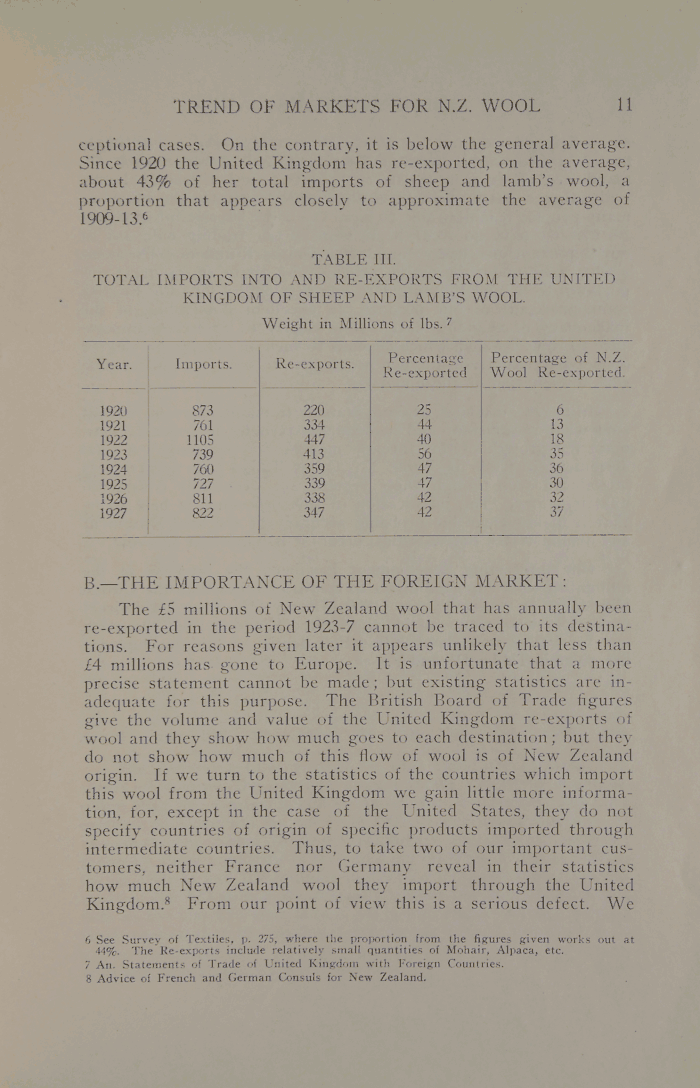 TREND OF MARKETS FOR N.Z. WOOL 11
ceptional cases. On the contrary, it is below the general average.
Since 1920 the United Kingdom has re-exported, on the average,
about 43% of her total imports of sheep and lamb's wool, a
proportion that appears closely to approximate the average of
1909-13.6
TABLE III.
TOTAL IMPORTS INTO AND RE-EXPORTS FROM THE UNITED
KINGDOM OF SHEEP AND LAMB'S WOOL.
Weight in Millions of lbs. 7
Year. Imports. Re-exports. Percentage Re-exported Percentage of N.Z. Wool Re-exported.
1920 873 220 25 6
1921 761 334 44 13
1922 1105 447 40 18
1923 739 413 56 35
1924 760 359 47 36
1925 727 339 47 30
1926 811 338 42 32
1927 822 347 42 37
B.—THE IMPORTANCE OF THE FOREIGN MARKET:
The £5 millions of New Zealand wool that has annually been
re-exported in the period 1923-7 cannot be traced to its destina-
tions. For reasons given later it appears unlikely that less than
£4 millions has gone to Europe. It is unfortunate that a more
precise statement cannot be made; but existing statistics are in-
adequate for this purpose. The British Board of Trade figures
give the volume and value of the United Kingdom re-exports of
wool and they show how much goes to each destination; but they
do not show how much of this flow of wool is of New Zealand
origin. If we turn to the statistics of the countries which import
this wool from the United Kingdom we gain little more informa-
tion, for, except in the case of the United States, they do not
specify countries of origin of specific products imported through
intermediate countries. Thus, to take two of our important cus-
tomers, neither France nor Germany reveal in their statistics
how much New Zealand wool they import through the United
Kingdom.8 From our point of view this is a serious defect. We
6 See Survey of Textiles, p. 275, where the proportion from the figures given works out at
44%. The Re-exports include relatively small quantities of Mohair, Alpaca, etc.
7 An. Statements of Trade of United Kingdom with Foreign Countries.
8 Advice of French and German Consuls for New Zealand.